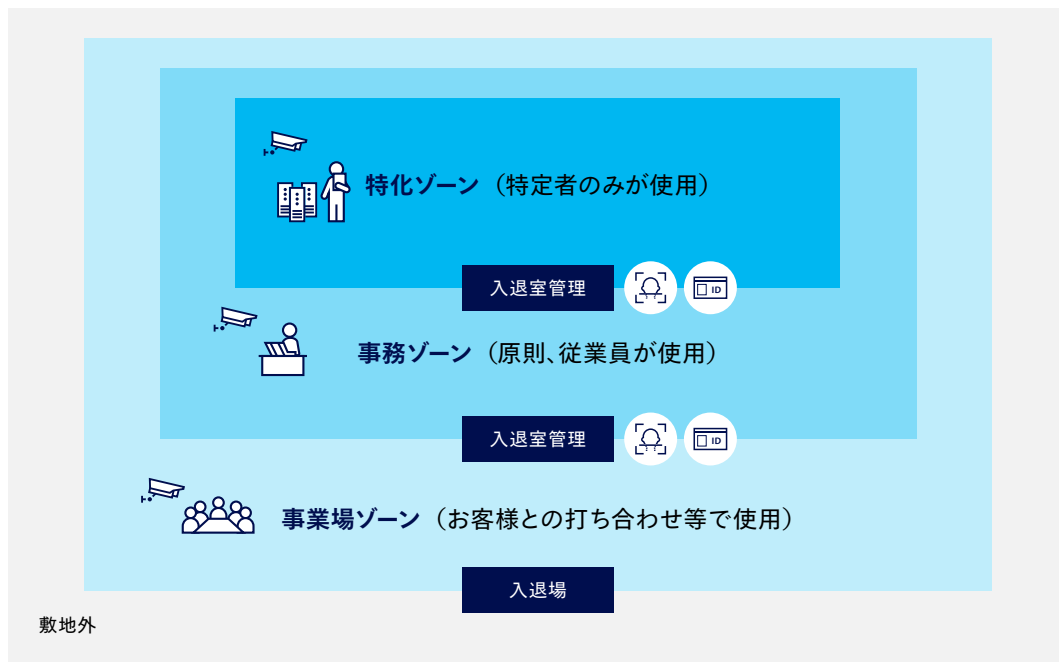 特化ゾーン（特定者のみが使用）
入退室管理
ID
事務ゾーン（原則、従業員が使用）
入退室管理
ID
事業場ゾーン（お客様との打ち合わせ等で使用）
入退場
敷地外